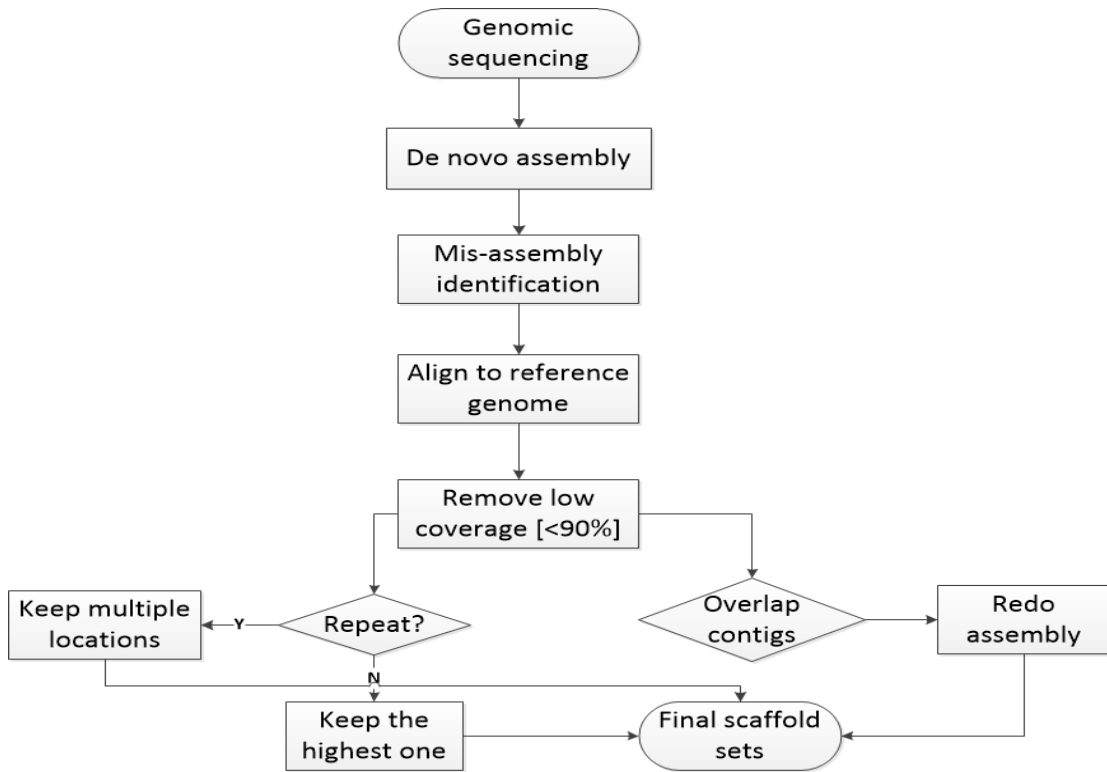 Genomic
sequencing
De novo assembly
Mis-assembly
identification
Align to reference
genome
Remove low
coverage [<90%]
Keep multiple
locations
Y
Repeat?
Overlap
contigs
Redo
assembly
N
Keep the
highest one
Final scaffold
sets